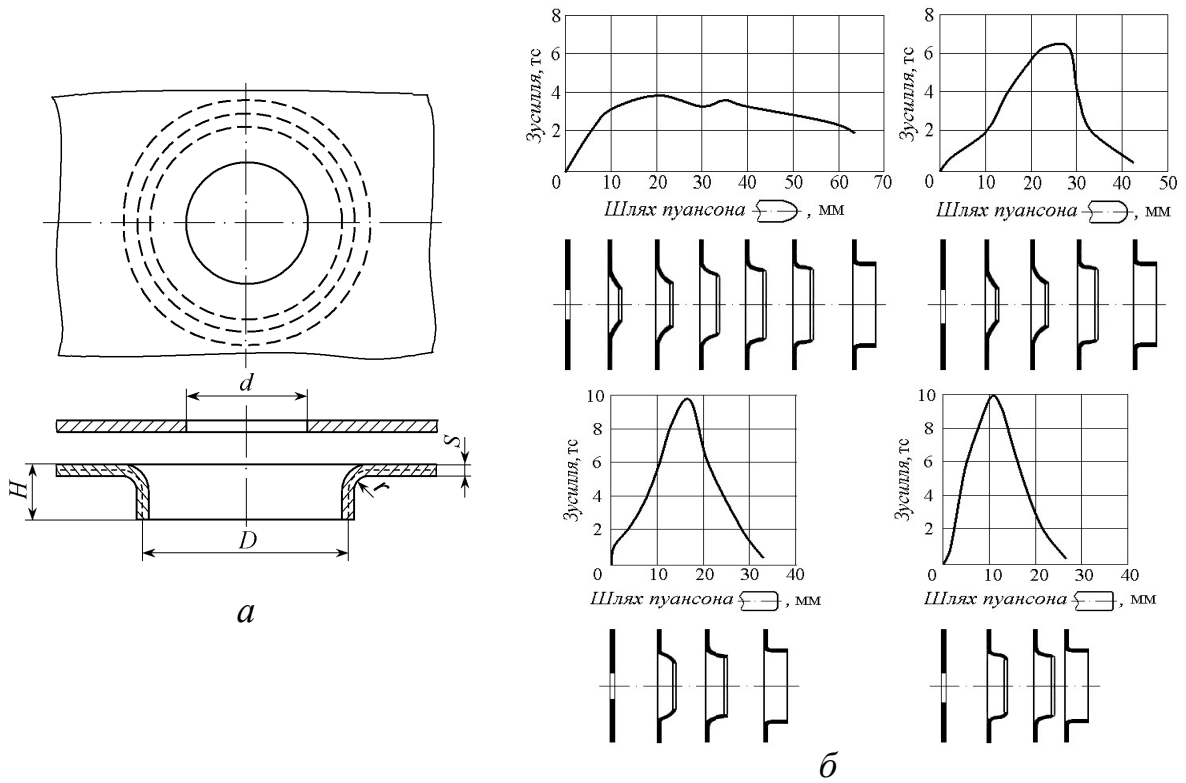 d
S
H
r
D
а
8
6
4
2
0 10 20 30 40 50 60 70
Зусилля, тс
Шлях пуансона , мм
8
6
4
2
0 10 20 30 40 50
Зусилля, тс
Шлях пуансона , мм
10
8
6
4
2
0 10 20 30 40
Зусилля, тс
Шлях пуансона , мм
10
8
6
4
2
0 10 20 30 40
Зусилля, тс
Шлях пуансона , мм
б